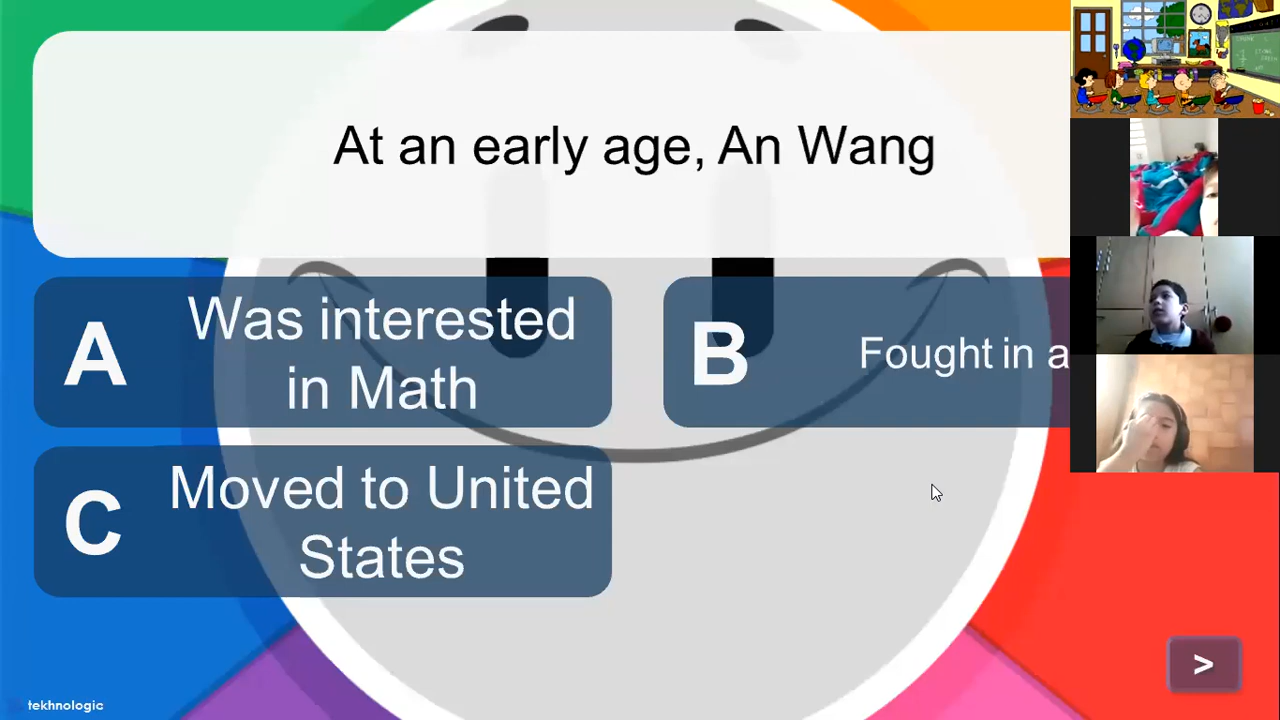 At an early age, An Wang
A
Was interested
in Math
B
Fought in a
C
Moved to United
States
>
tekhnologic